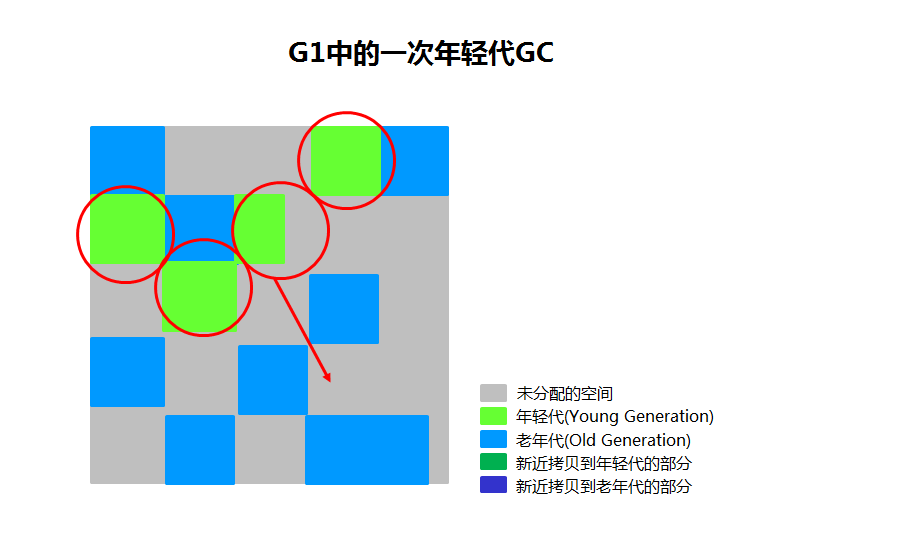 G1中的一次年轻代GC
未分配的空间
年轻代(Young Generation)
老年代(Old Generation)
新近拷贝到年轻代的部分
新近拷贝到老年代的部分